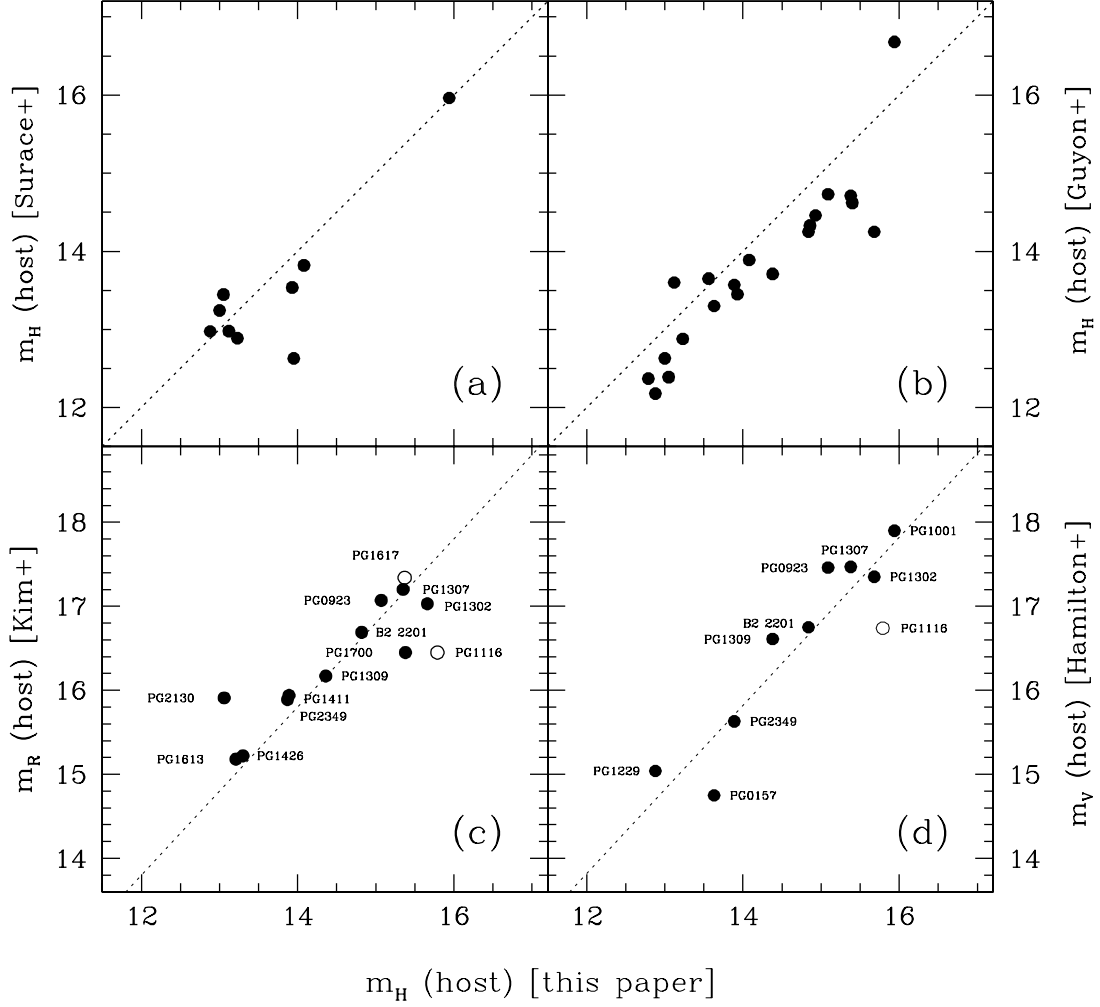 16
14
12
m_H (host) [Surace+]
(a)
16
14
12
m_H (host) [Guyon+]
(b)
18
17
16
15
14
m_R (host) [Kim+]
PG1617
PG1307
PG0923
PG1302
B2 2201
PG1700
PG1116
PG1309
PG2130
PG1411
PG2349
PG1613
PG1426
(c)
12
14
16
18
17
16
15
14
m_V (host) [Hamilton+]
PG1001
PG1307
PG0923
PG1302
B2 2201
PG1116
PG1309
PG2349
PG1229
PG0157
(d)
12
14
16
m_H (host) [this paper]